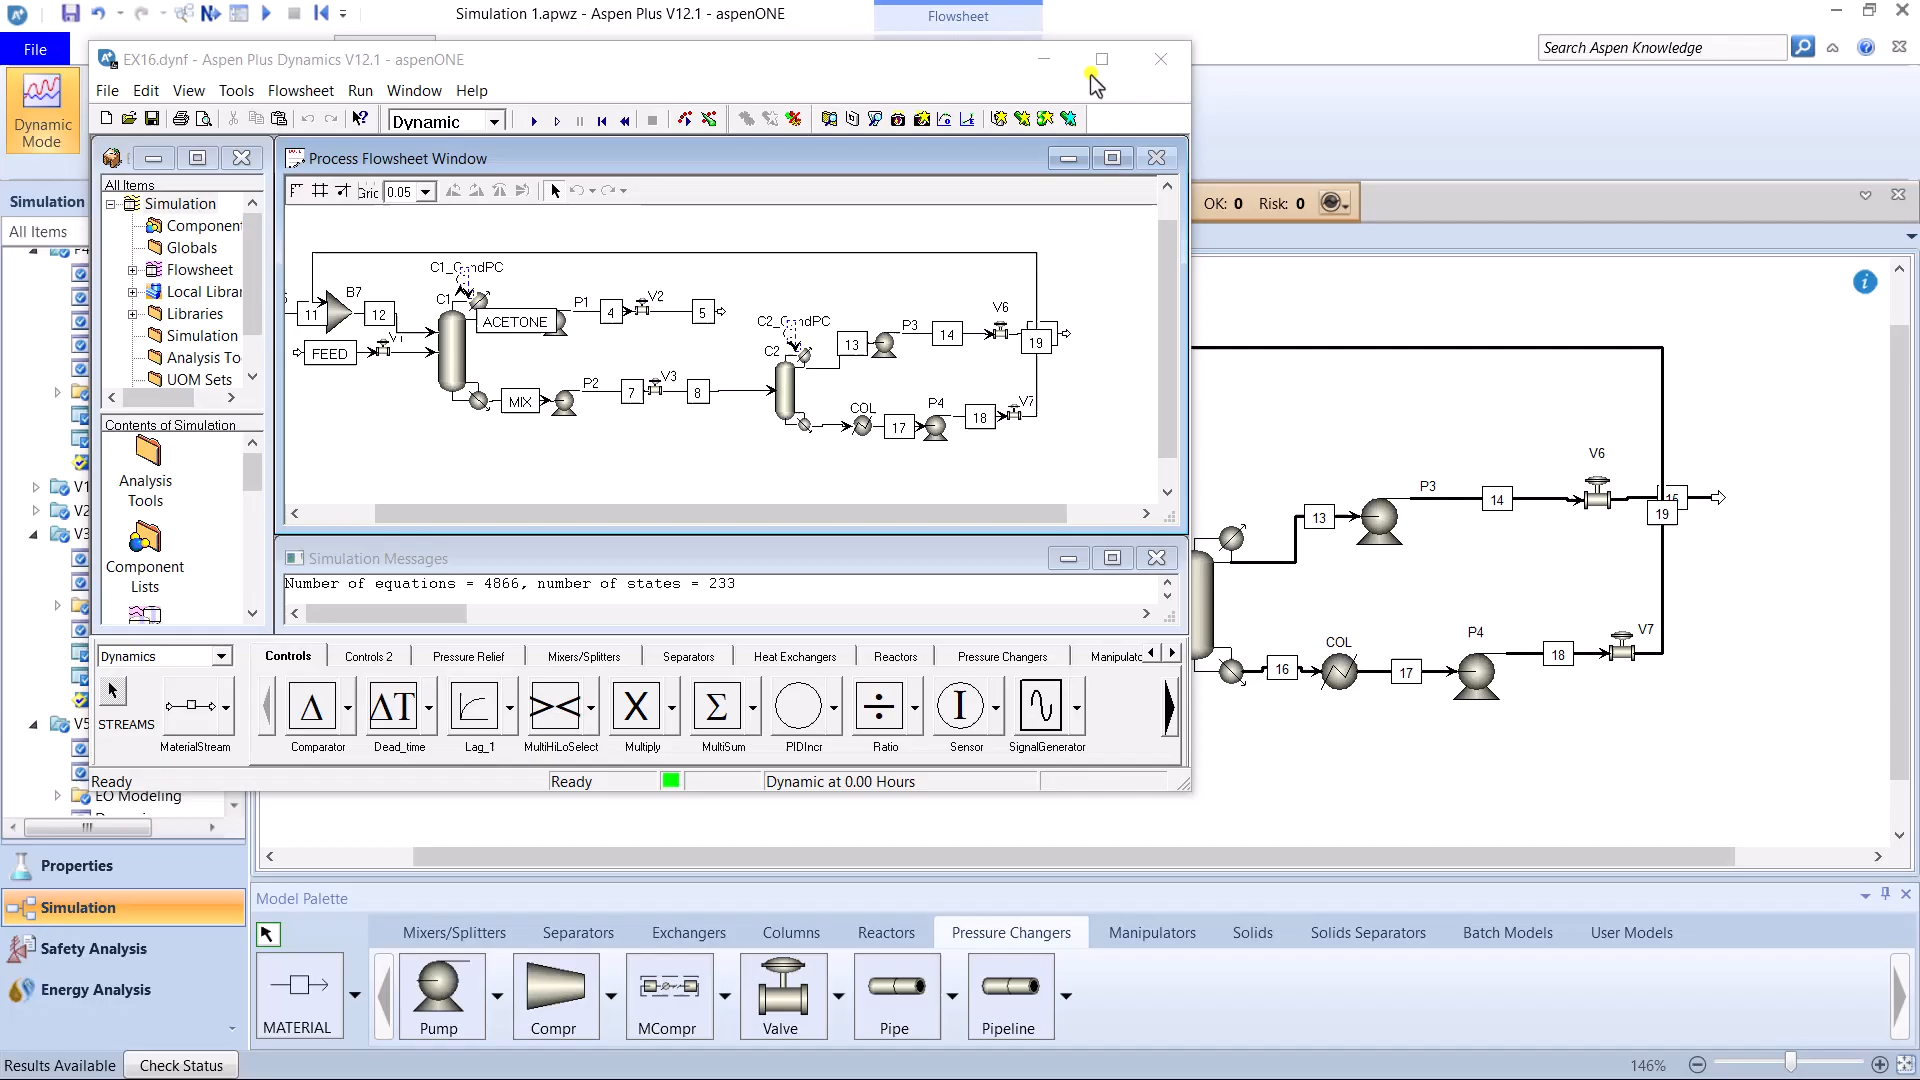 Simulation 1.apwz - Aspen Plus V12.1 - aspenONE
Flowsheet
File
Search Aspen Knowledge
Dynamic
Mode
EX16.dynf - Aspen Plus Dynamics V12.1 - aspenONE
File Edit View Tools Flowsheet Run Window Help
Dynamic
Process Flowsheet Window
0.05
All Items
Simulation
Component
Globals
Flowsheet
Local Librar
Libraries
Simulation
Analysis To
UOM Sets
Contents of Simulation
Analysis
Tools
Component
Lists
C1_CondPC
B7
C1
P1
V2
11
12
ACETONE
4
5
FEED
V1
C2_CondPC
C2
P3
V6
13
14
19
P2
V3
MIX
7
8
COL
P4
V7
17
18
Simulation Messages
Number of equations = 4866, number of states = 233
Dynamics
Controls Controls 2 Pressure Relief Mixers/Splitters Separators Heat Exchangers Reactors Pressure Changers Manipulato
STREAMS
MaterialStream
Comparator Dead_time Lag_1 MultiHiLoSelect Multiply MultiSum PIDIncr Ratio Sensor SignalGenerator
Ready
Ready
Dynamic at 0.00 Hours
Simulation
All Items
V1
V2
V3
V5
EO Modeling
OK: 0 Risk: 0
V6
P3
14
13
15
19
V7
P4
COL
18
16
17
Properties
Simulation
Safety Analysis
Energy Analysis
Model Palette
Mixers/Splitters Separators Exchangers Columns Reactors Pressure Changers Manipulators Solids Solids Separators Batch Models User Models
MATERIAL
Pump Compr MCompr Valve Pipe Pipeline
Results Available
Check Status
146%